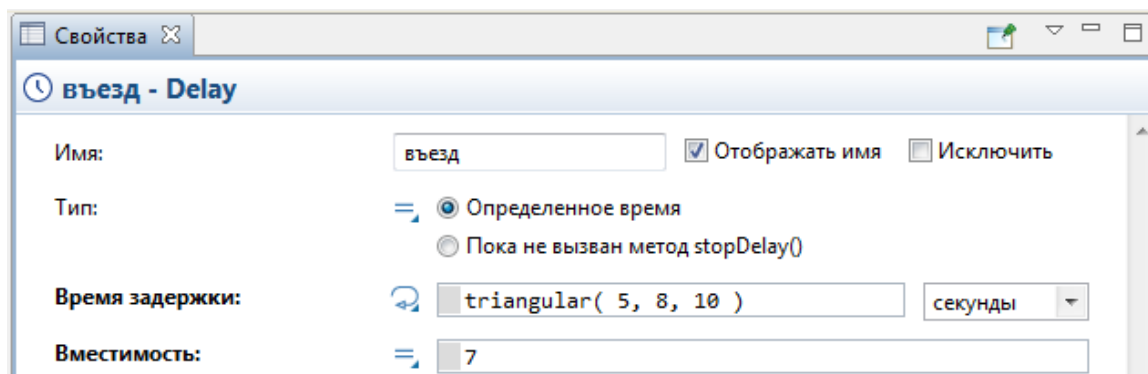 Свойства
въезд - Delay
Имя: въезд Отображать имя Исключить
Тип: Определенное время
Пока не вызван метод stopDelay()
Время задержки: triangular( 5, 8, 10 ) секунды
Вместимость: 7